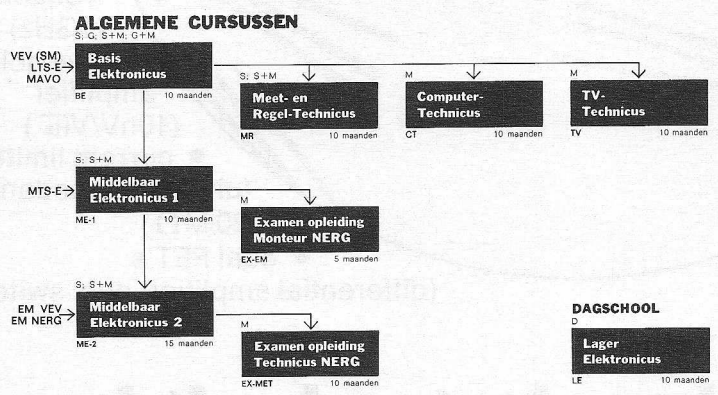 ALGEMENE CURSUSSEN
S; G; S+M; G+M
VEV (SM)
LTS-E
MAVO
Basis
Elektronicus
BE 10 maanden
S; S+M
Meet- en
Regel-Technicus
MR 10 maanden
M
Computer-
Technicus
CT 10 maanden
M
TV-
Technicus
TV 10 maanden
S; S+M
MTS-E
Middelbaar
Elektronicus 1
ME-1 10 maanden
M
Examen opleiding
Monteur NERG
EX-EM 5 maanden
S; S+M
EM VEV
EM NERG
Middelbaar
Elektronicus 2
ME-2 15 maanden
M
Examen opleiding
Technicus NERG
EX-MET 10 maanden
DAGSCHOOL
D
Lager
Elektronicus
LE 10 maanden